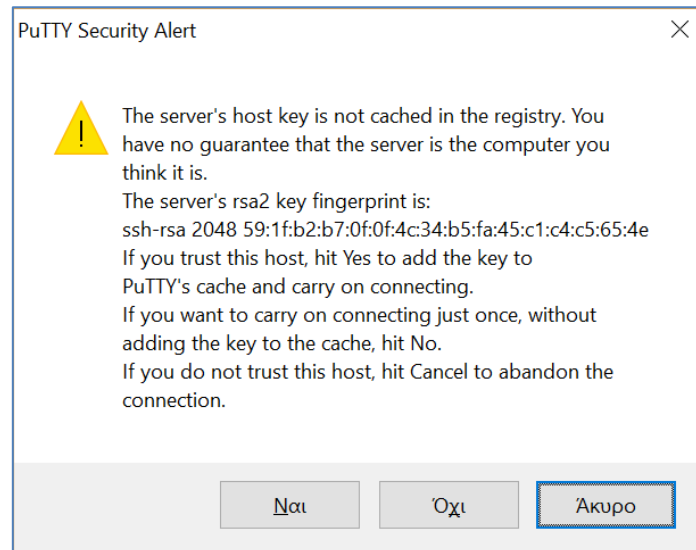 PuTTY Security Alert
The server's host key is not cached in the registry. You
have no guarantee that the server is the computer you
think it is.
The server's rsa2 key fingerprint is:
ssh-rsa 2048 59:1f:b2:b7:0f:0f:4c:34:b5:fa:45:c1:c4:c5:65:4e
If you trust this host, hit Yes to add the key to
PuTTY's cache and carry on connecting.
If you want to carry on connecting just once, without
adding the key to the cache, hit No.
If you do not trust this host, hit Cancel to abandon the
connection.
Ναι Όχι Άκυρο